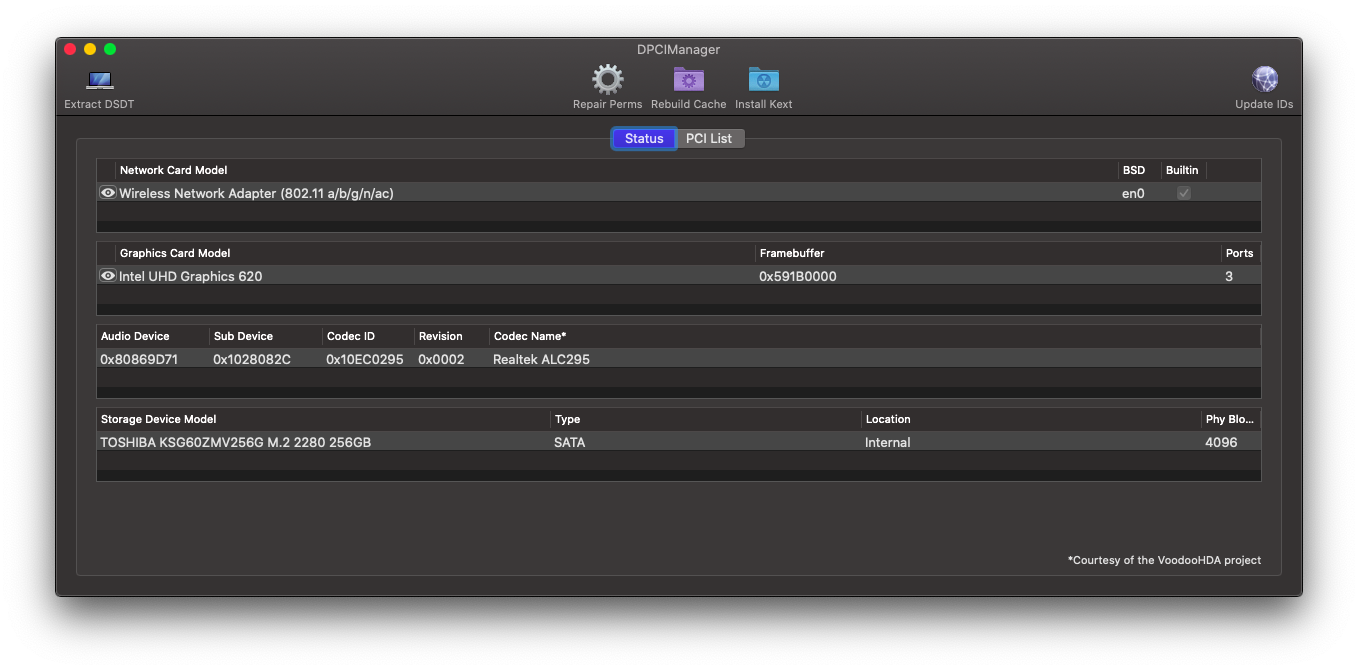 DPCIManager
Extract DSDT
Repair Perms
Rebuild Cache
Install Kext
Update IDs
Status
PCI List
Network Card Model BSD Builtin
Wireless Network Adapter (802.11 a/b/g/n/ac) en0
Graphics Card Model Framebuffer Ports
Intel UHD Graphics 620 0x591B0000 3
Audio Device Sub Device Codec ID Revision Codec Name*
0x80869D71 0x1028082C 0x10EC0295 0x0002 Realtek ALC295
Storage Device Model Type Location Phy Blo...
TOSHIBA KSG60ZMV256G M.2 2280 256GB SATA Internal 4096
*Courtesy of the VoodooHDA project